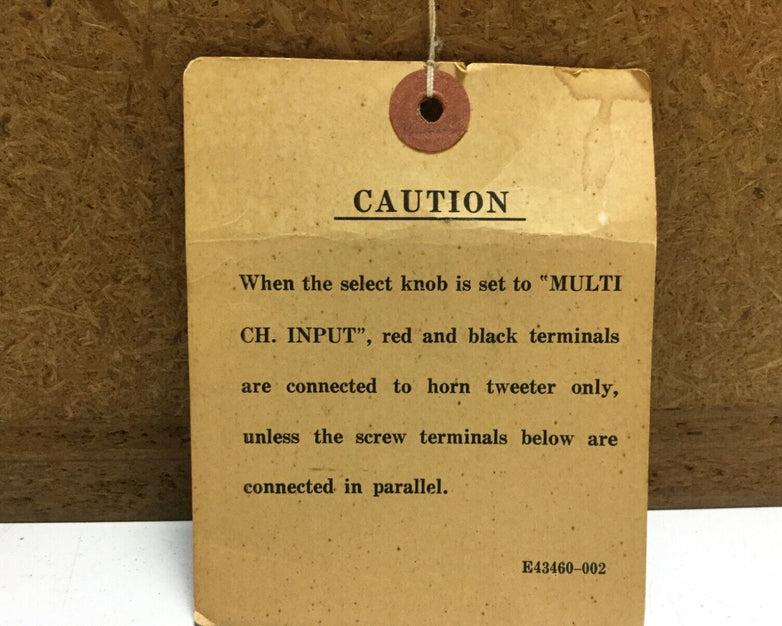 CAUTION
When the select knob is set to "MULTI
CH. INPUT", red and black terminals
are connected to horn tweeter only,
unless the screw terminals below are
connected in parallel.
E43460-002